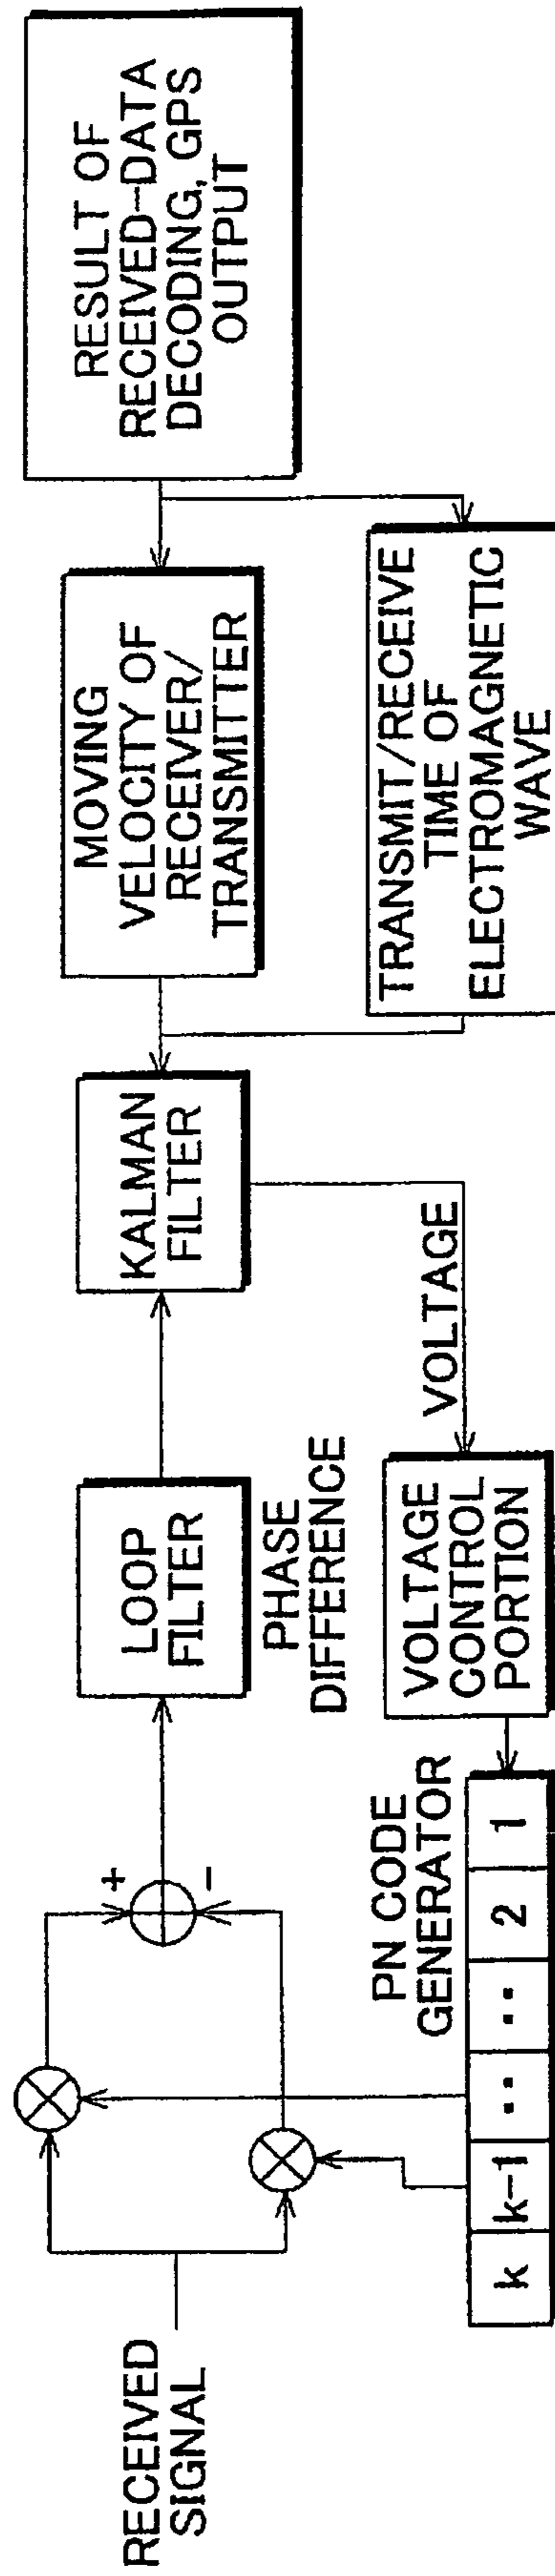 RECEIVED
SIGNAL
+
-
LOOP
FILTER
PHASE
DIFFERENCE
KALMAN
FILTER
MOVING
VELOCITY OF
RECEIVER/
TRANSMITTER
RESULT OF
RECEIVED-DATA
DECODING, GPS
OUTPUT
TRANSMIT/RECEIVE
TIME OF
ELECTROMAGNETIC
WAVE
VOLTAGE
VOLTAGE
CONTROL
PORTION
PN CODE
GENERATOR
k k-1 ·· ·· 2 1